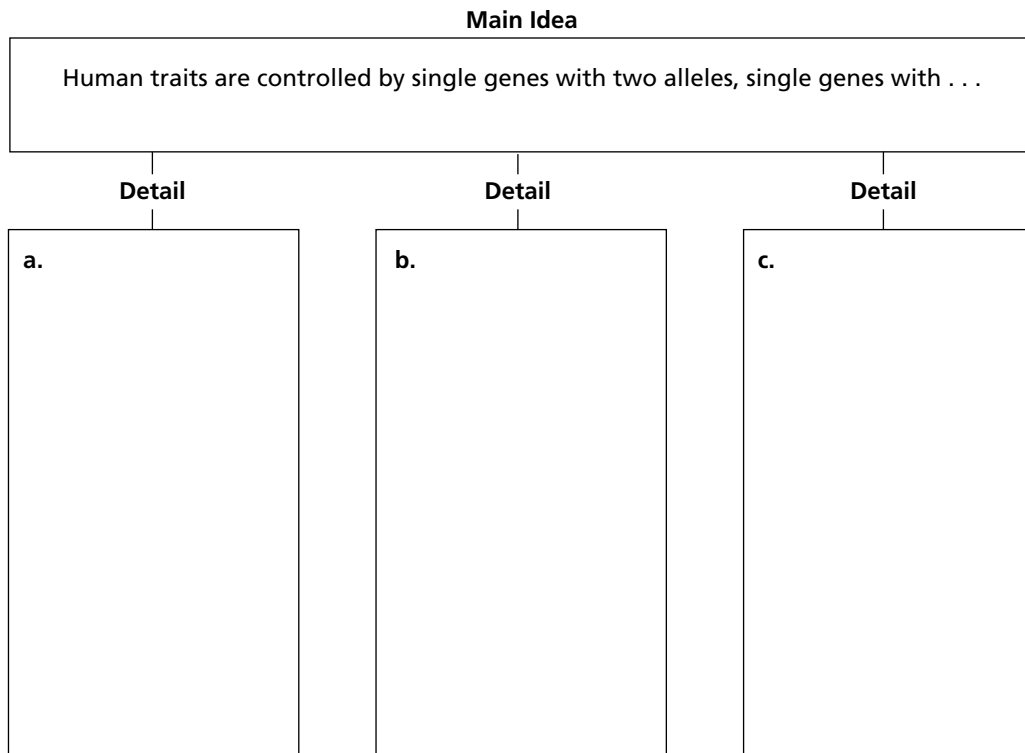 Main Idea
Human traits are controlled by single genes with two alleles, single genes with . . .
Detail
Detail
Detail
a.
b.
c.